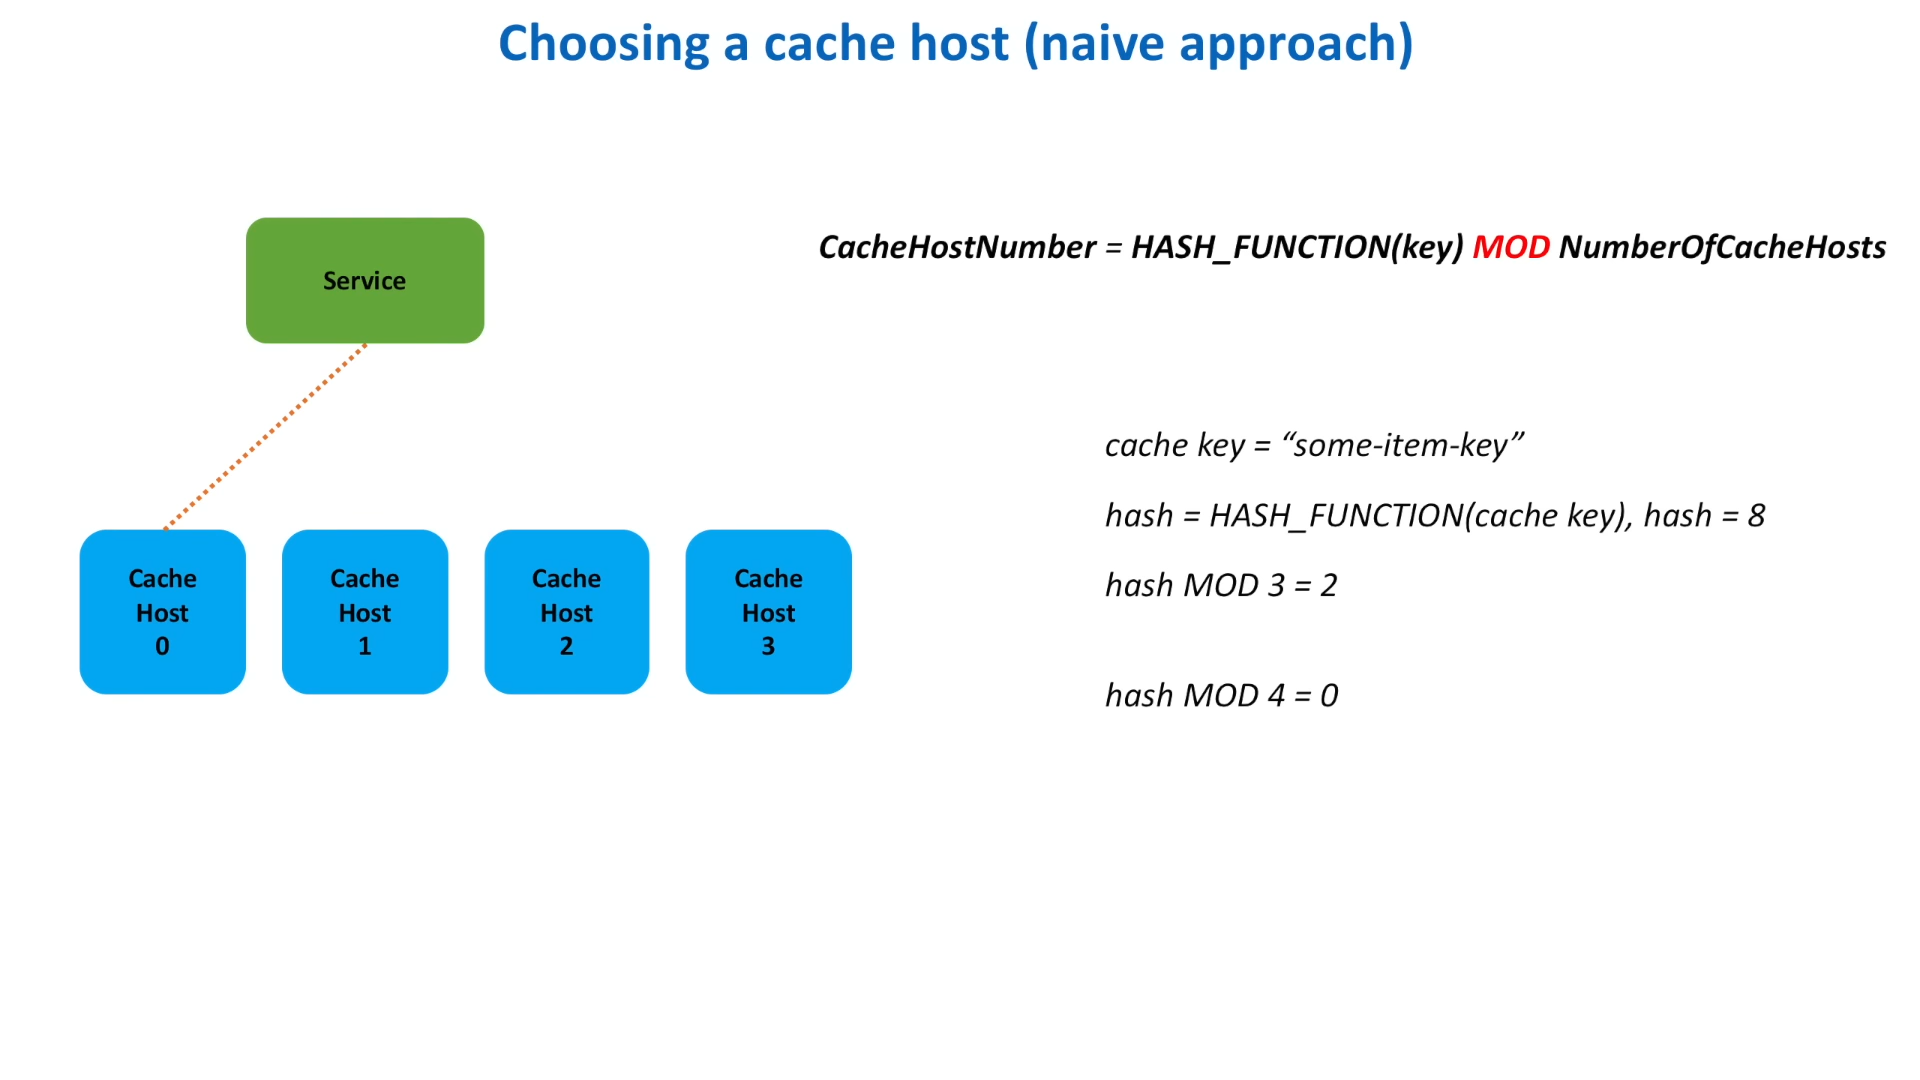 Choosing a cache host (naive approach)
Service
CacheHostNumber = HASH_FUNCTION(key) MOD NumberOfCacheHosts
cache key = “some-item-key”
hash = HASH_FUNCTION(cache key), hash = 8
hash MOD 3 = 2
hash MOD 4 = 0
Cache
Host
0
Cache
Host
1
Cache
Host
2
Cache
Host
3